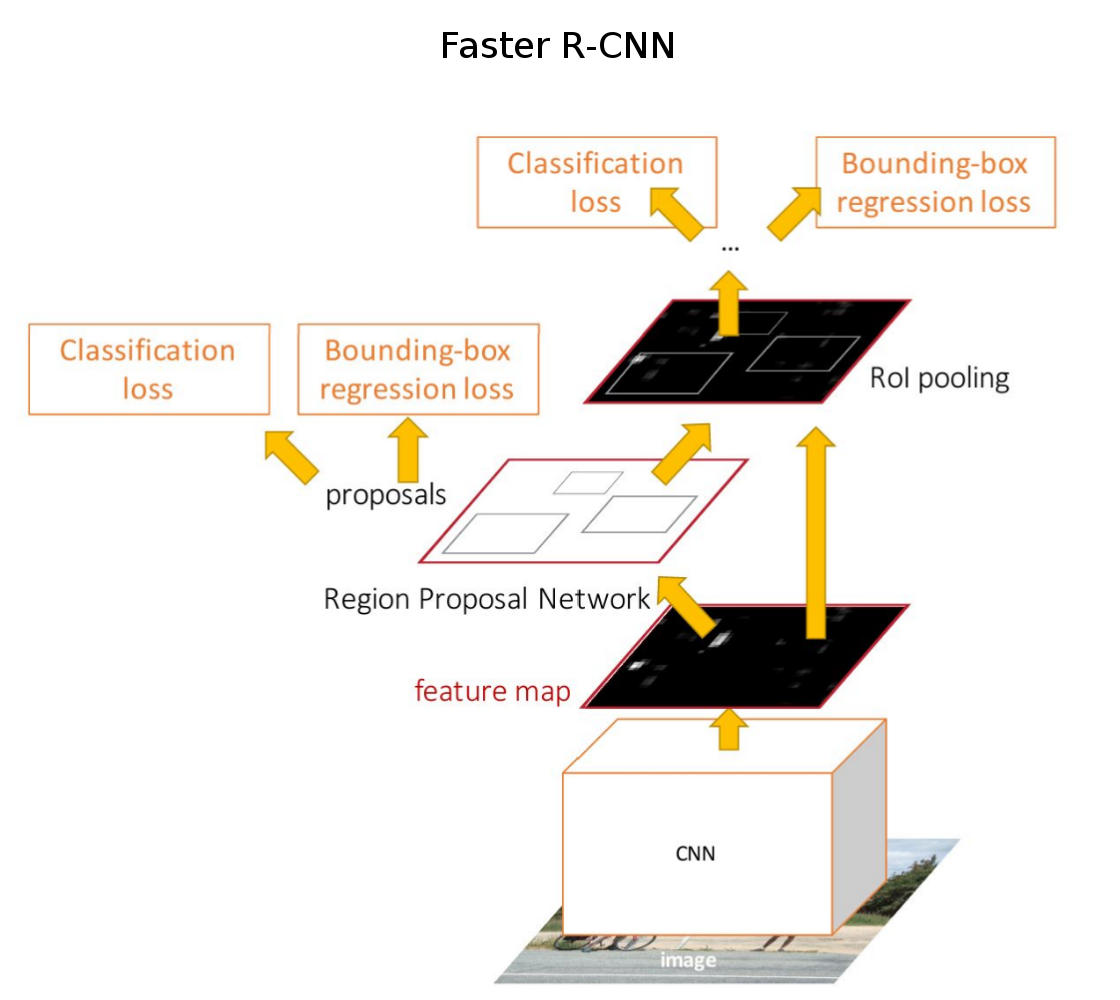 Faster R-CNN
Classification
loss
Bounding-box
regression loss
...
Classification
loss
Bounding-box
regression loss
RoI pooling
proposals
Region Proposal Network
feature map
CNN
image